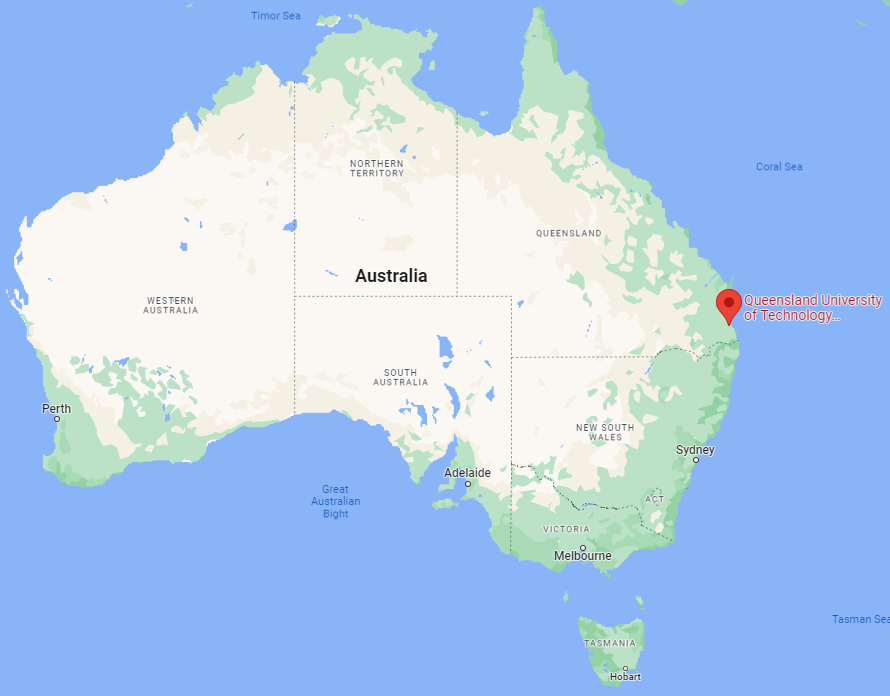 Timor Sea
Coral Sea
NORTHERN
TERRITORY
QUEENSLAND
Australia
WESTERN
AUSTRALIA
Queensland University
of Technology...
SOUTH
AUSTRALIA
Perth
NEW SOUTH
WALES
Sydney
Adelaide
Great
Australian
Bight
ACT
VICTORIA
Melbourne
Tasman Sea
TASMANIA
Hobart